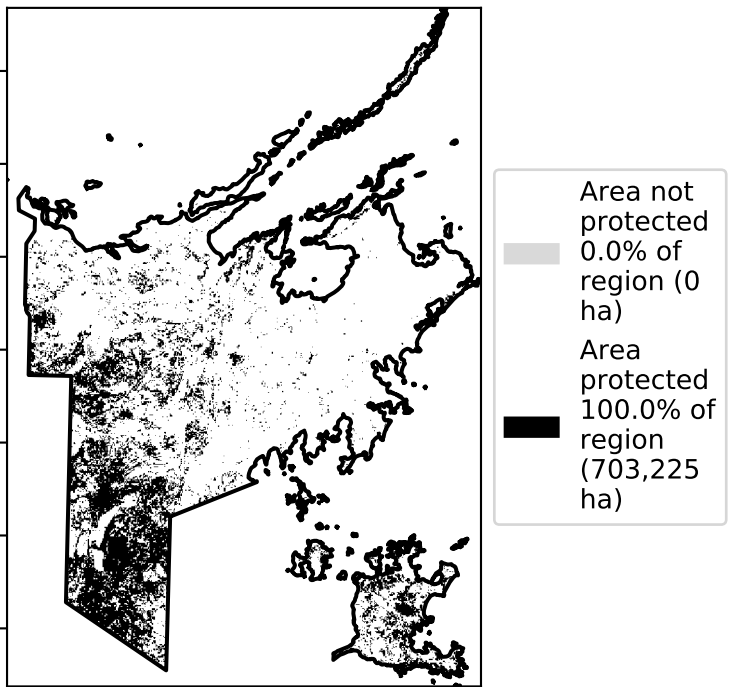 Area not
protected
0.0% of
region (0
ha)
Area
protected
100.0% of
region
(703,225
ha)